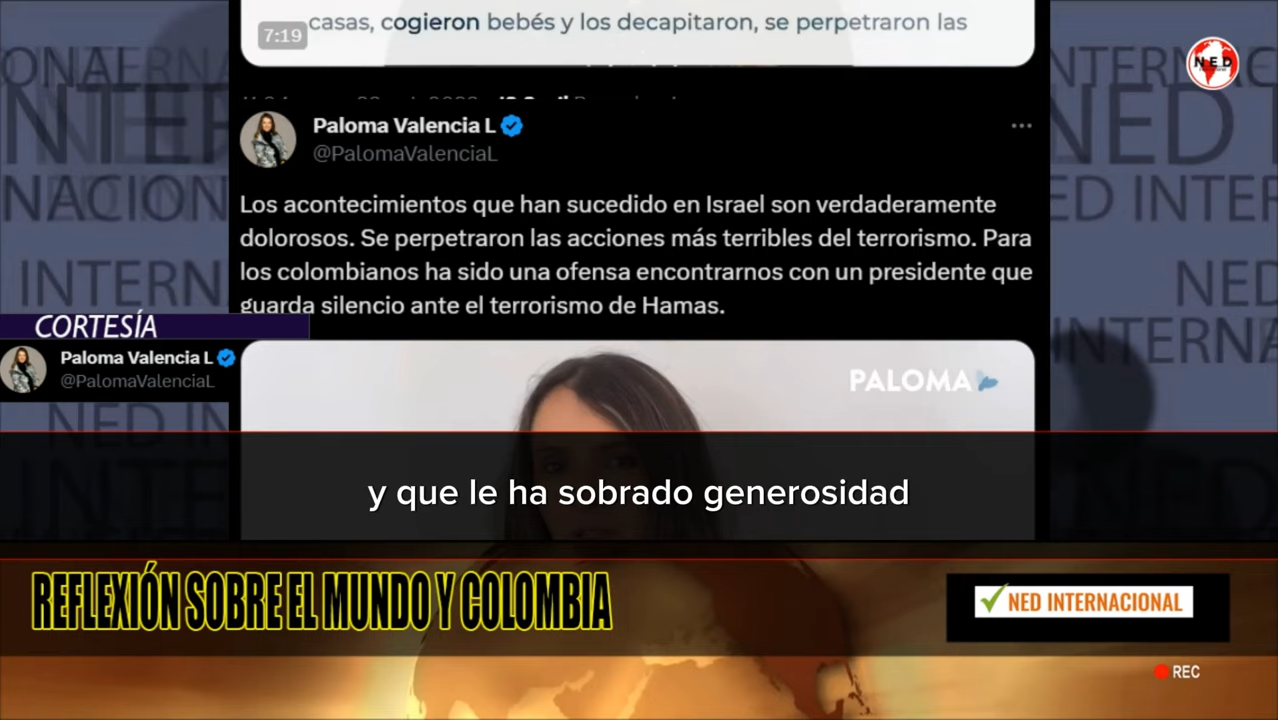 casas, cogieron bebés y los decapitaron, se perpetraron las
7:19
NED
Paloma Valencia L
@PalomaValenciaL
Los acontecimientos que han sucedido en Israel son verdaderamente
dolorosos. Se perpetraron las acciones más terribles del terrorismo. Para
los colombianos ha sido una ofensa encontrarnos con un presidente que
guarda silencio ante el terrorismo de Hamas.
CORTESÍA
Paloma Valencia L
@PalomaValenciaL
PALOMA
y que le ha sobrado generosidad
REFLEXIÓN SOBRE EL MUNDO Y COLOMBIA
NED INTERNACIONAL
REC